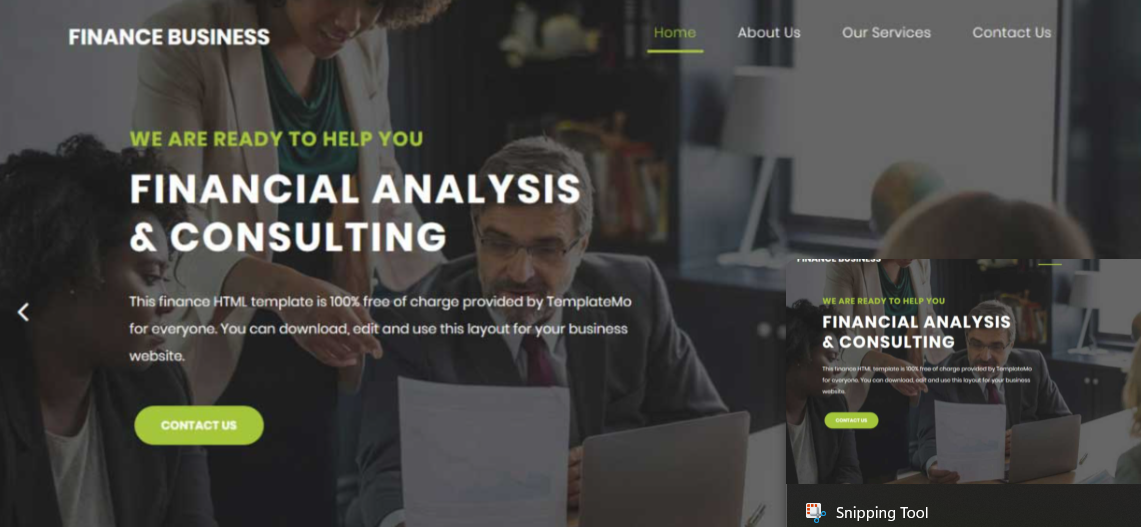 FINANCE BUSINESS
Home About Us Our Services Contact Us
WE ARE READY TO HELP YOU
FINANCIAL ANALYSIS
& CONSULTING
This finance HTML template is 100% free of charge provided by TemplateMo
for everyone. You can download, edit and use this layout for your business
website.
CONTACT US
FINANCE BUSINESS
WE ARE READY TO HELP YOU
FINANCIAL ANALYSIS
& CONSULTING
This finance HTML template is 100% free of charge provided by TemplateMo
for everyone. You can download, edit and use this layout for your business
website.
CONTACT US
Snipping Tool